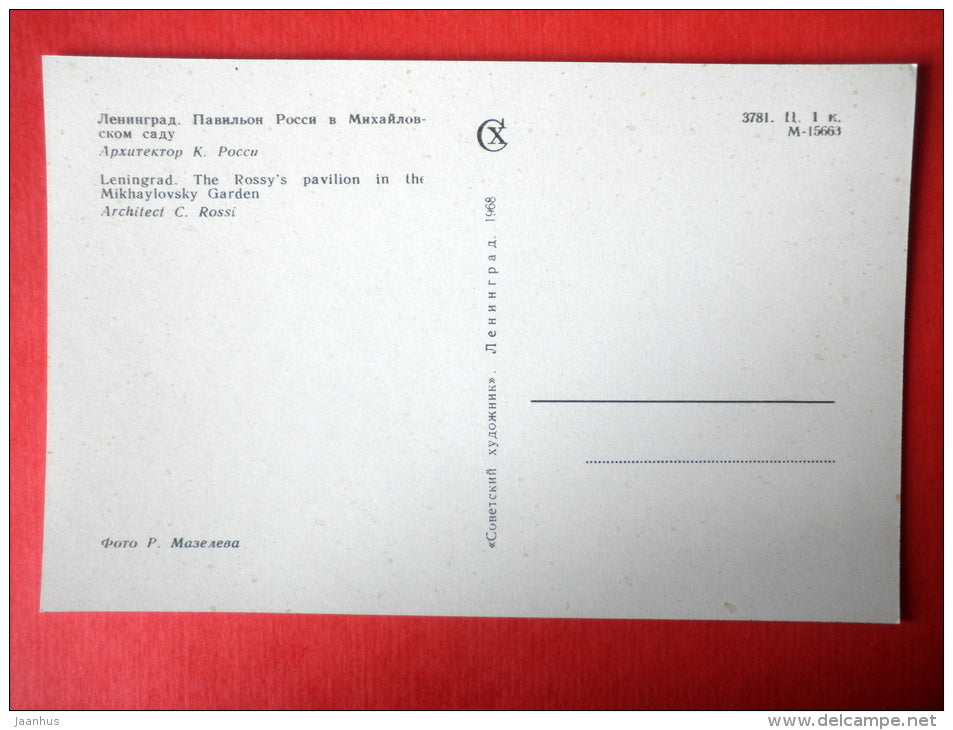 Ленинград. Павильон Росси в Михайлов-
ском саду
Архитектор К. Росси
Leningrad. The Rossy's pavilion in the
Mikhaylovsky Garden
Architect C. Rossi
Фото Р. Мазелева
СХ
«Советский художник». Ленинград. 1968
3781. Ц. 1 к.
М-15663
jaanhus
www.delcampe.net